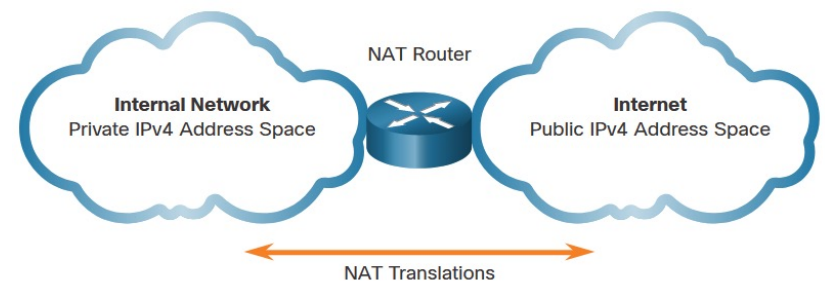 NAT Router
Internal Network
Private IPv4 Address Space
Internet
Public IPv4 Address Space
NAT Translations